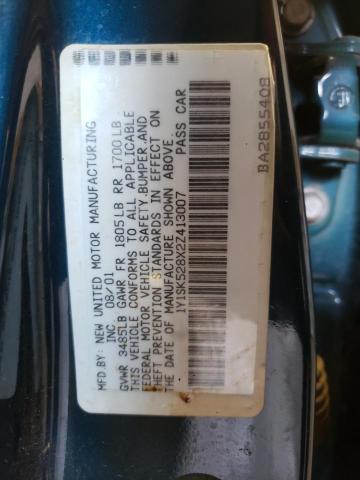 MFD.BY: NEW UNITED MOTOR MANUFACTURING
INC. 08/01
GVWR 3485LB GAWR FR 1805LB RR 1700LB
THIS VEHICLE CONFORMS TO ALL APPLICABLE
FEDERAL MOTOR VEHICLE SAFETY,BUMPER,AND
THEFT PREVENTION STANDARDS IN EFFECT ON
THE DATE OF MANUFACTURE SHOWN ABOVE
1Y1SK528X2Z413007 PASS CAR
BA2855408